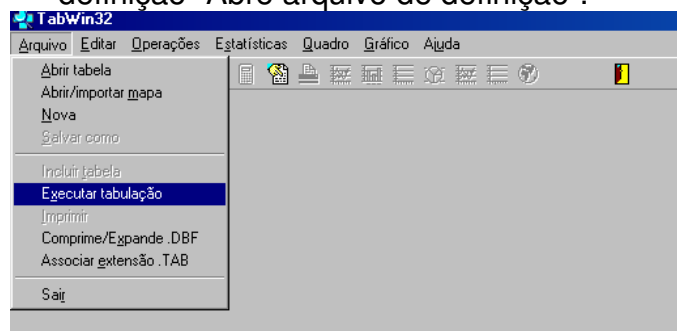 definição "Abre arquivo de definição".
TabWin32
Arquivo Editar Operações Estatísticas Quadro Gráfico Ajuda
Abrir tabela
Abrir/importar mapa
Nova
Salvar como
Incluir tabela
Executar tabulação
Imprimir
Comprime/Expande .DBF
Associar extensão .TAB
Sair